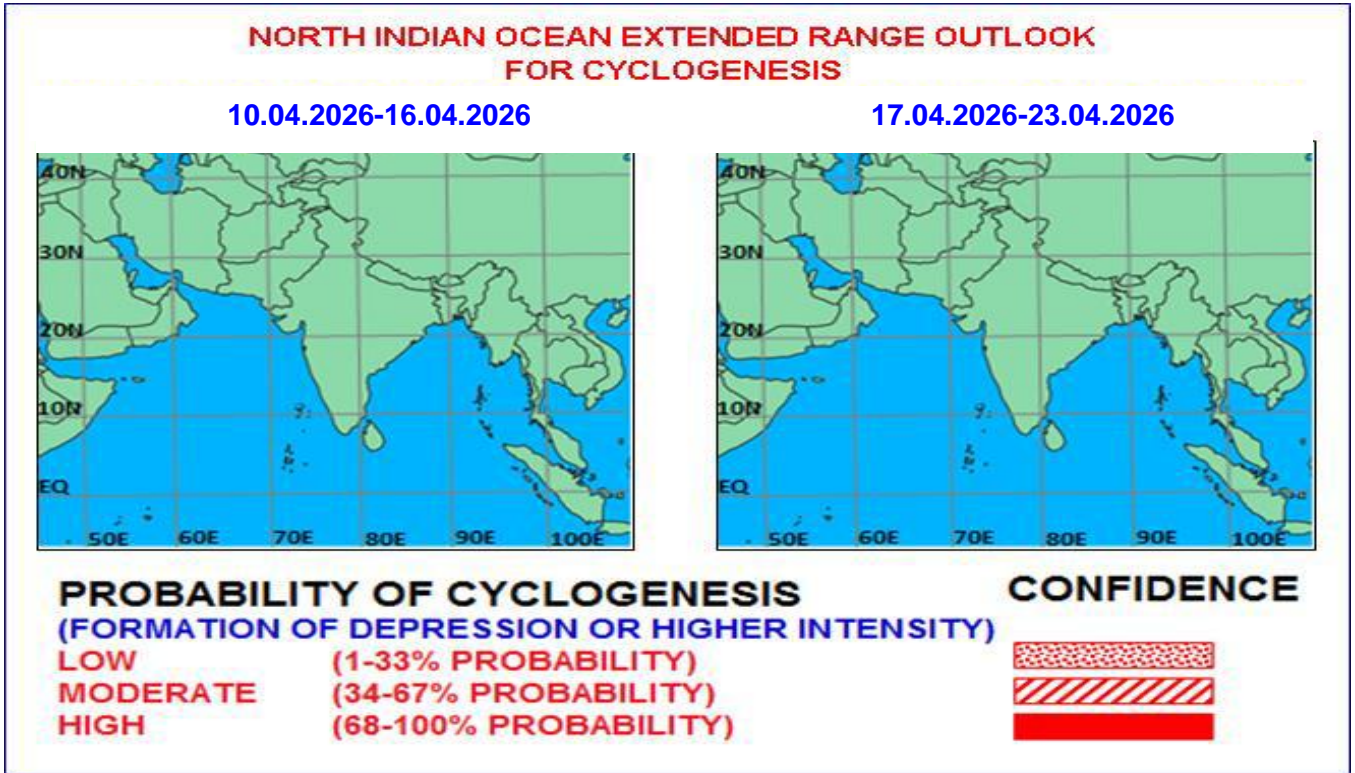 NORTH INDIAN OCEAN EXTENDED RANGE OUTLOOK
FOR CYCLOGENESIS
10.04.2026-16.04.2026
17.04.2026-23.04.2026
40N
30N
20N
10N
EQ
50E 60E 70E 80E 90E 100E
40N
30N
20N
10N
EQ
50E 60E 70E 80E 90E 100E
PROBABILITY OF CYCLOGENESIS
CONFIDENCE
(FORMATION OF DEPRESSION OR HIGHER INTENSITY)
LOW (1-33% PROBABILITY)
MODERATE (34-67% PROBABILITY)
HIGH (68-100% PROBABILITY)